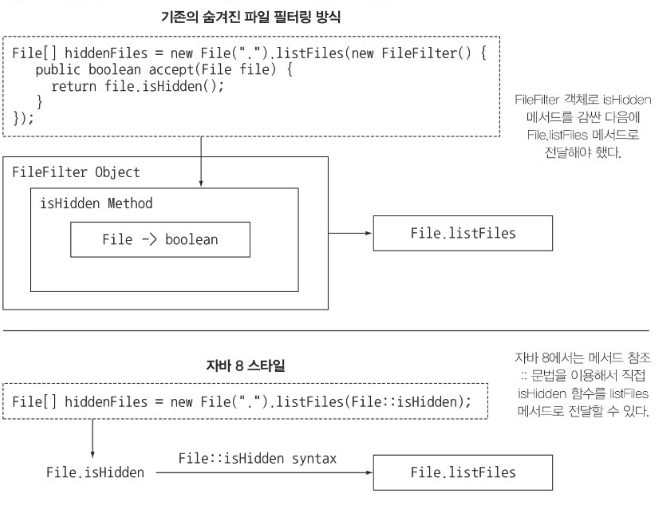 기존의 숨겨진 파일 필터링 방식
File[] hiddenFiles = new File(".").listFiles(new FileFilter() {
public boolean accept(File file) {
return file.isHidden();
}
});
FileFilter 객체로 isHidden
메서드를 감싼 다음에
File.listFiles 메서드로
전달해야 했다.
FileFilter Object
isHidden Method
File -> boolean
File.listFiles
자바 8 스타일
File[] hiddenFiles = new File(".").listFiles(File::isHidden);
자바 8에서는 메서드 참조
:: 문법을 이용해서 직접
isHidden 함수를 listFiles
메서드로 전달할 수 있다.
File.isHidden
File::isHidden syntax
File.listFiles